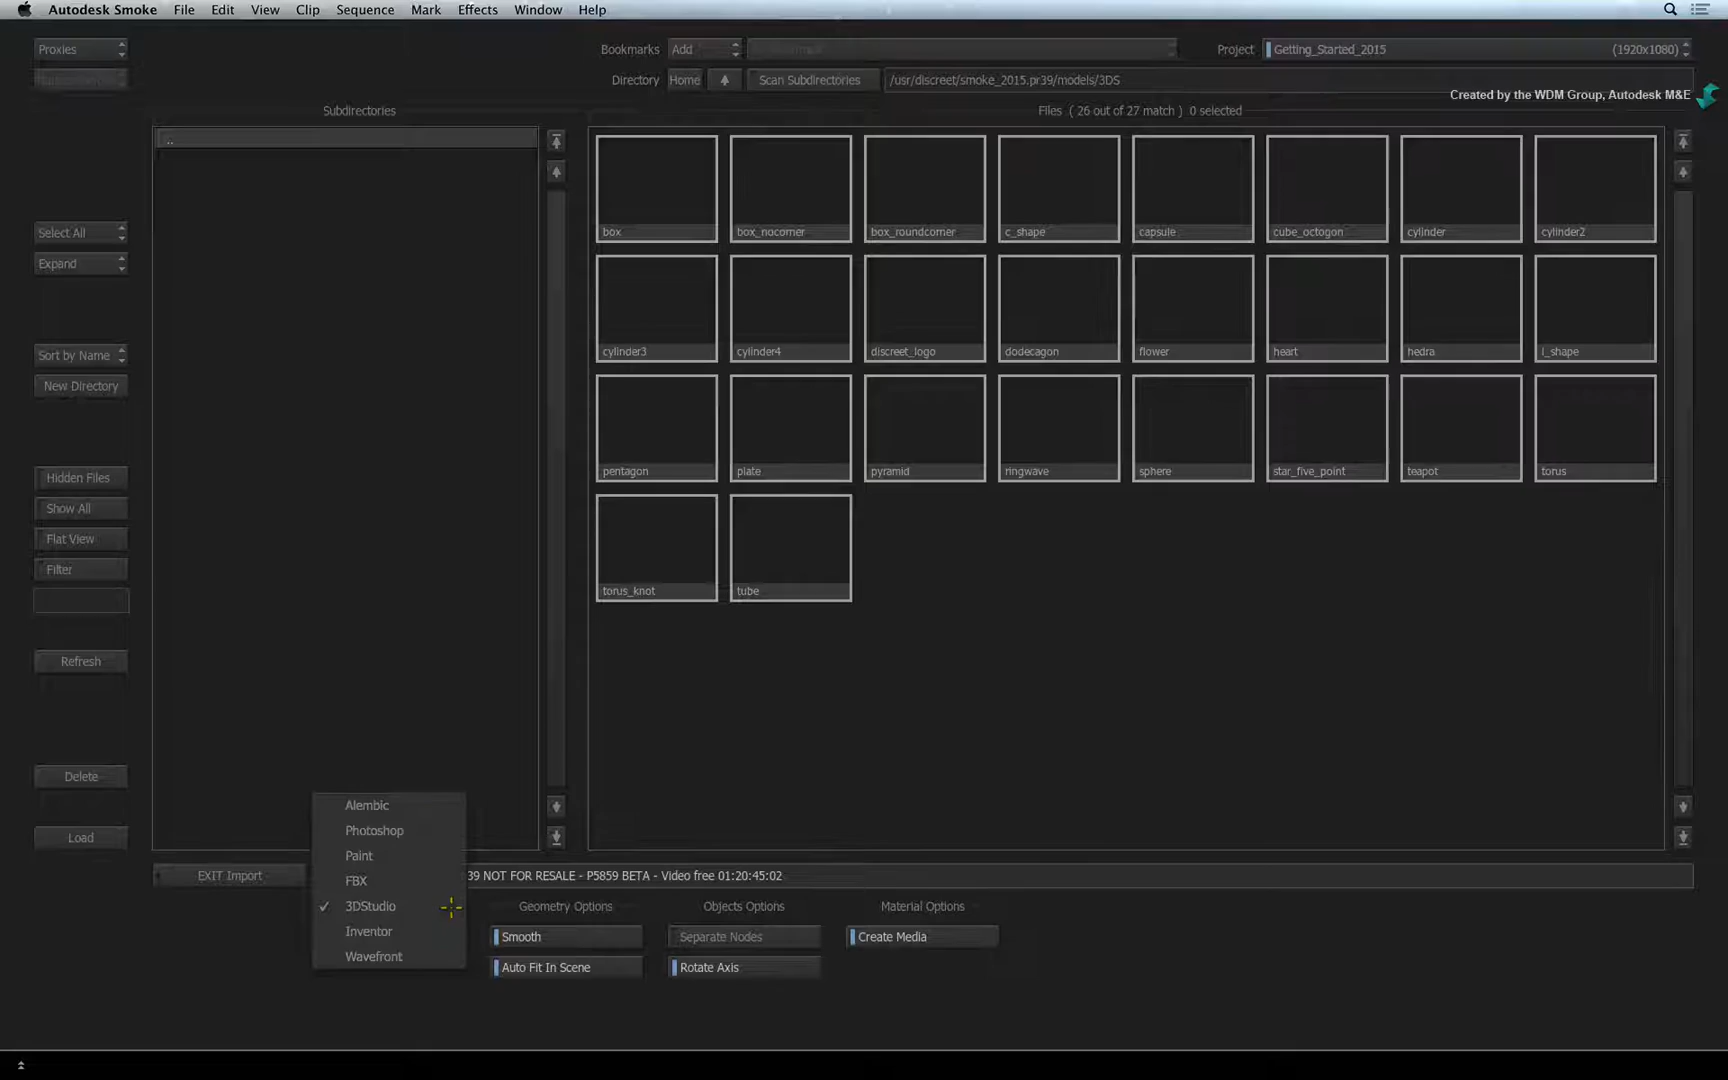 Autodesk Smoke File Edit View Clip Sequence Mark Effects Window Help
Proxies Bookmarks Add Project Getting_Started_2015 (1920x1080)
Directory Home Scan Subdirectories /usr/discreet/smoke_2015.pr39/models/3DS
Created by the WDM Group, Autodesk M&E
Subdirectories Files ( 26 out of 27 match ) 0 selected
..
Select All
Expand
Sort by Name
New Directory
Hidden Files
Show All
Flat View
Filter
Refresh
Delete
Load
box box_nocorner box_roundcorner c_shape capsule cube_octogon cylinder cylinder2
cylinder3 cylinder4 discreet_logo dodecagon flower heart hedra l_shape
pentagon plate pyramid ringwave sphere star_five_point teapot torus
torus_knot tube
Alembic
Photoshop
Paint
FBX
3DStudio
Inventor
Wavefront
EXIT Import 39 NOT FOR RESALE - P5859 BETA - Video free 01:20:45:02
Geometry Options Objects Options Material Options
Smooth Separate Nodes Create Media
Auto Fit In Scene Rotate Axis